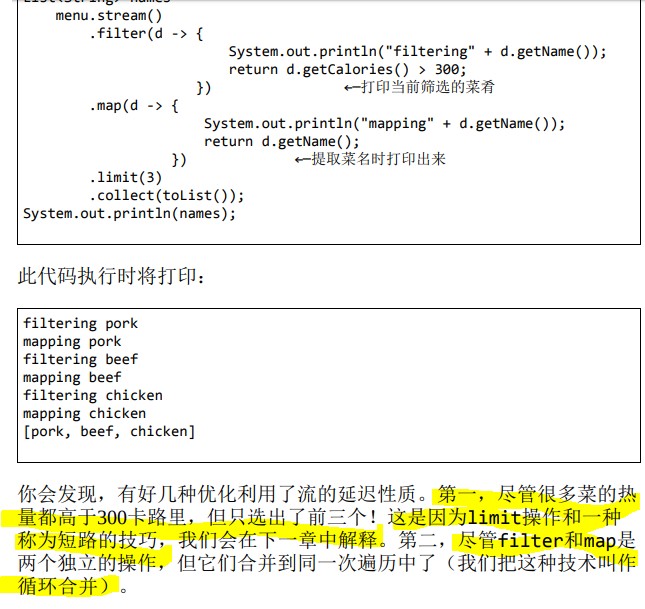 menu.stream()
.filter(d -> {
System.out.println("filtering" + d.getName());
return d.getCalories() > 300;
}) ←打印当前筛选的菜肴
.map(d -> {
System.out.println("mapping" + d.getName());
return d.getName();
}) ←提取菜名时打印出来
.limit(3)
.collect(toList());
System.out.println(names);
此代码执行时将打印：
filtering pork
mapping pork
filtering beef
mapping beef
filtering chicken
mapping chicken
[pork, beef, chicken]
你会发现，有好几种优化利用了流的延迟性质。第一，尽管很多菜的热
量都高于300卡路里，但只选出了前三个！这是因为limit操作和一种
称为短路的技巧，我们会在下一章中解释。第二，尽管filter和map是
两个独立的操作，但它们合并到同一次遍历中了（我们把这种技术叫作
循环合并）。